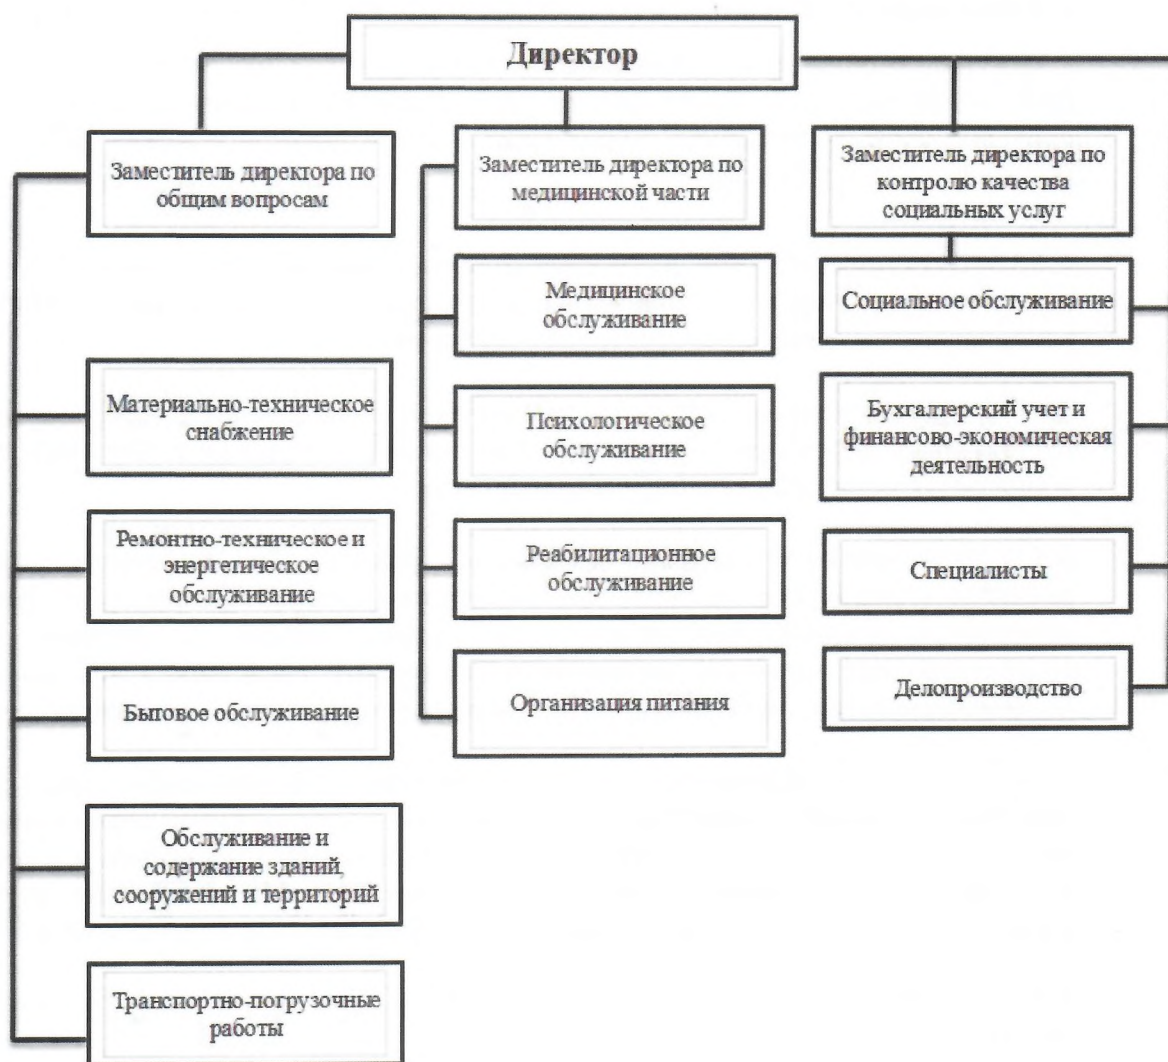 Директор
Заместитель директора по
общим вопросам
Заместитель директора по
медицинской части
Заместитель директора по
контролю качества
социальных услуг
Медицинское
обслуживание
Социальное обслуживание
Материально-техническое
снабжение
Психологическое
обслуживание
Бухгалтерский учет и
финансово-экономическая
деятельность
Ремонтно-техническое и
энергетическое
обслуживание
Реабилитационное
обслуживание
Специалисты
Бытовое обслуживание
Организация питания
Делопроизводство
Обслуживание и
содержание зданий,
сооружений и территорий
Транспортно-погрузочные
работы